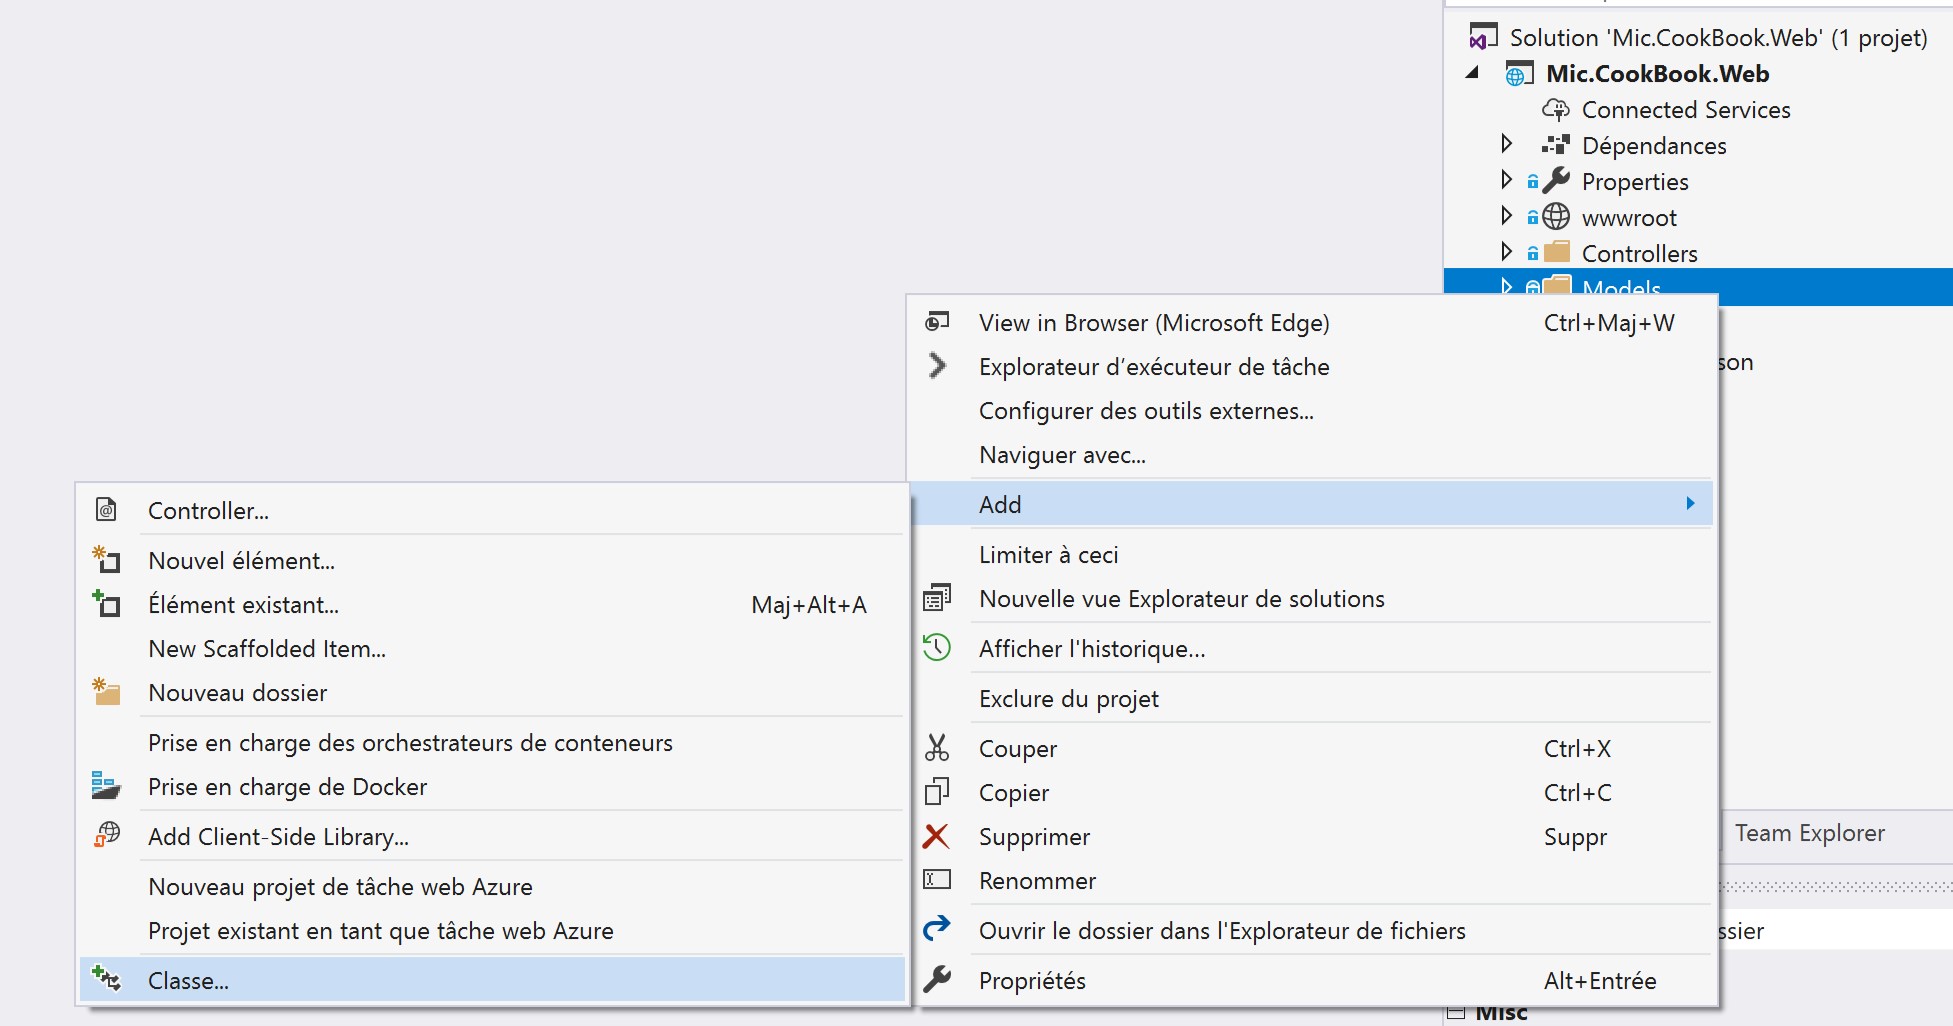 Solution 'Mic.CookBook.Web' (1 projet)
Mic.CookBook.Web
Connected Services
Dépendances
Properties
wwwroot
Controllers
Models
son
View in Browser (Microsoft Edge) Ctrl+Maj+W
Explorateur d’exécuteur de tâche
Configurer des outils externes...
Naviguer avec...
Add
Limiter à ceci
Nouvelle vue Explorateur de solutions
Afficher l'historique...
Exclure du projet
Couper Ctrl+X
Copier Ctrl+C
Supprimer Suppr
Renommer
Ouvrir le dossier dans l'Explorateur de fichiers
Propriétés Alt+Entrée
Controller...
Nouvel élément...
Élément existant... Maj+Alt+A
New Scaffolded Item...
Nouveau dossier
Prise en charge des orchestrateurs de conteneurs
Prise en charge de Docker
Add Client-Side Library...
Nouveau projet de tâche web Azure
Projet existant en tant que tâche web Azure
Classe...
Team Explorer
ssier
Misc